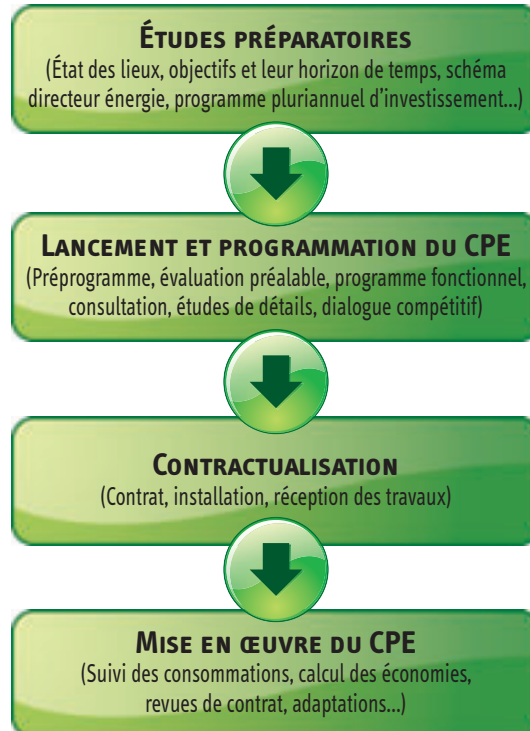 ÉTUDES PRÉPARATOIRES
(État des lieux, objectifs et leur horizon de temps, schéma
directeur énergie, programme pluriannuel d'investissement...)
LANCEMENT ET PROGRAMMATION DU CPE
(Préprogramme, évaluation préalable, programme fonctionnel,
consultation, études de détails, dialogue compétitif)
CONTRACTUALISATION
(Contrat, installation, réception des travaux)
MISE EN ŒUVRE DU CPE
(Suivi des consommations, calcul des économies,
revues de contrat, adaptations...)